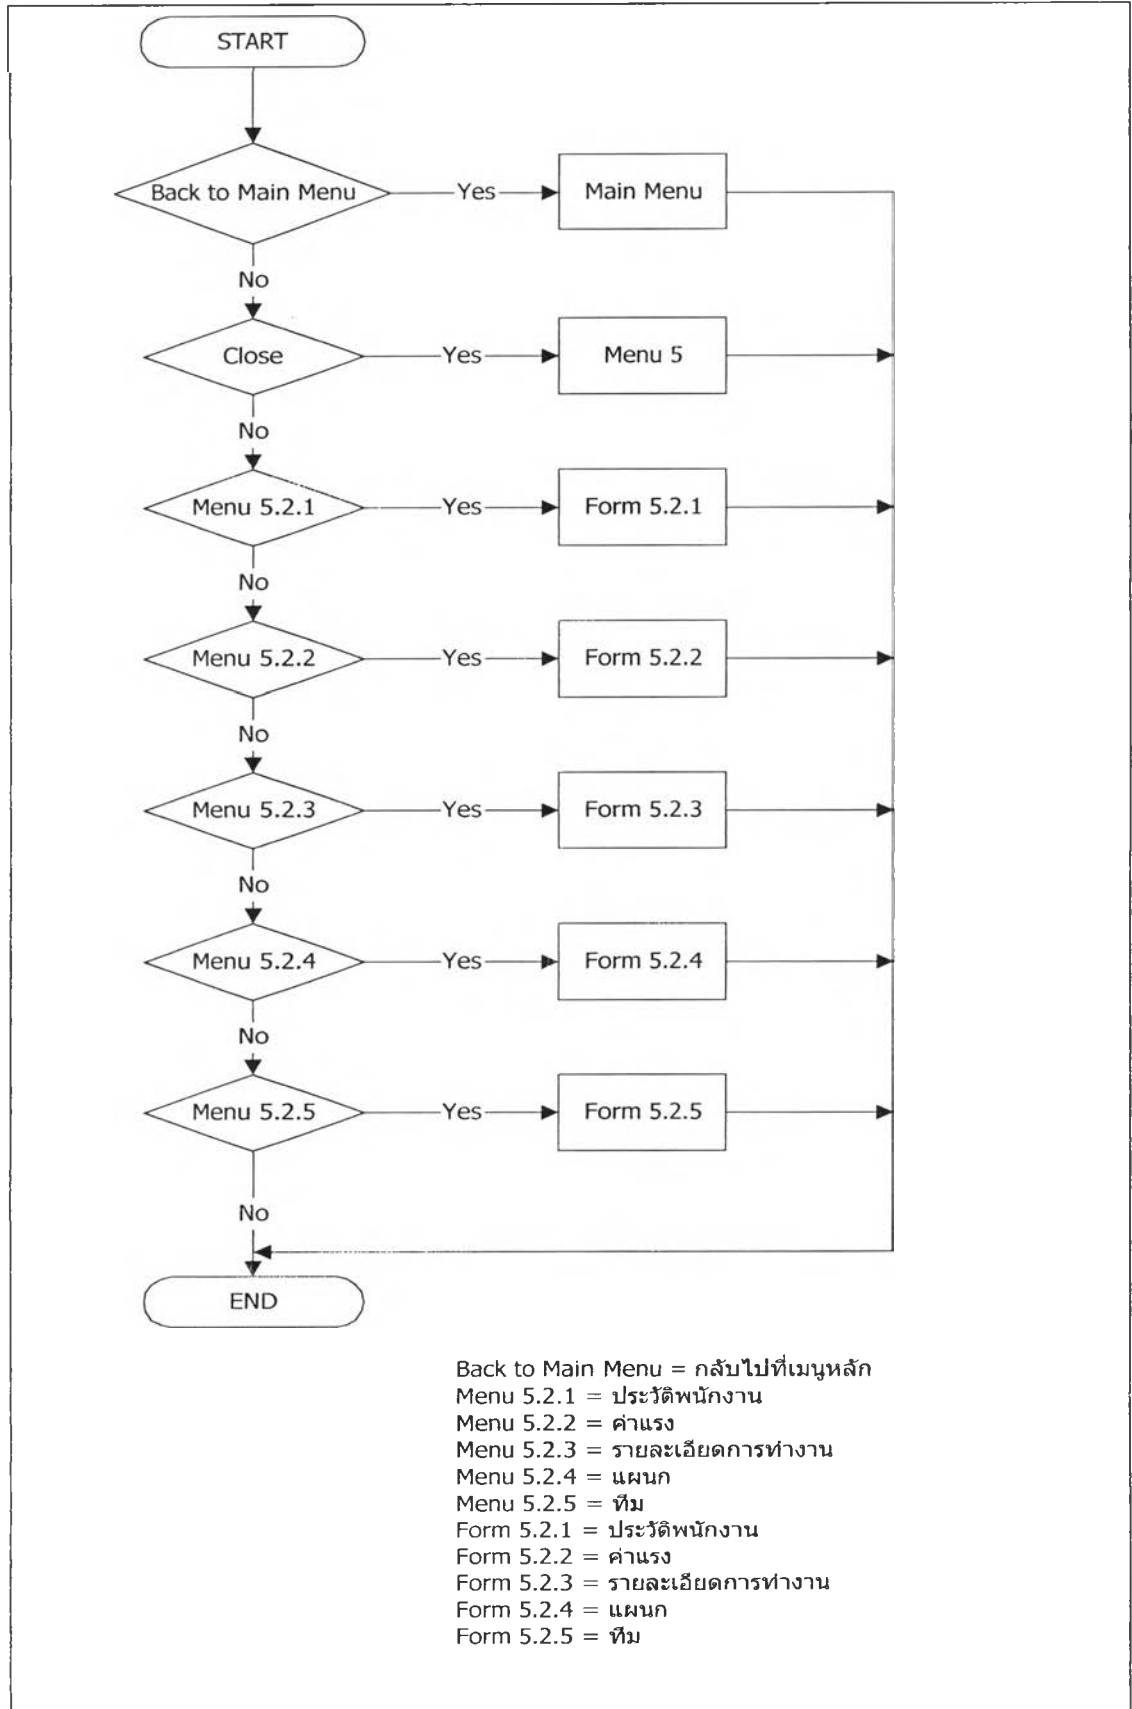 START
Back to Main Menu
Yes
Main Menu
No
Close
Yes
Menu 5
No
Menu 5.2.1
Yes
Form 5.2.1
No
Menu 5.2.2
Yes
Form 5.2.2
No
Menu 5.2.3
Yes
Form 5.2.3
No
Menu 5.2.4
Yes
Form 5.2.4
No
Menu 5.2.5
Yes
Form 5.2.5
No
END
Back to Main Menu = กลับไปที่เมนูหลัก
Menu 5.2.1 = ประวัติพนักงาน
Menu 5.2.2 = ค่าแรง
Menu 5.2.3 = รายละเอียดการทำงาน
Menu 5.2.4 = แผนก
Menu 5.2.5 = ทีม
Form 5.2.1 = ประวัติพนักงาน
Form 5.2.2 = ค่าแรง
Form 5.2.3 = รายละเอียดการทำงาน
Form 5.2.4 = แผนก
Form 5.2.5 = ทีม